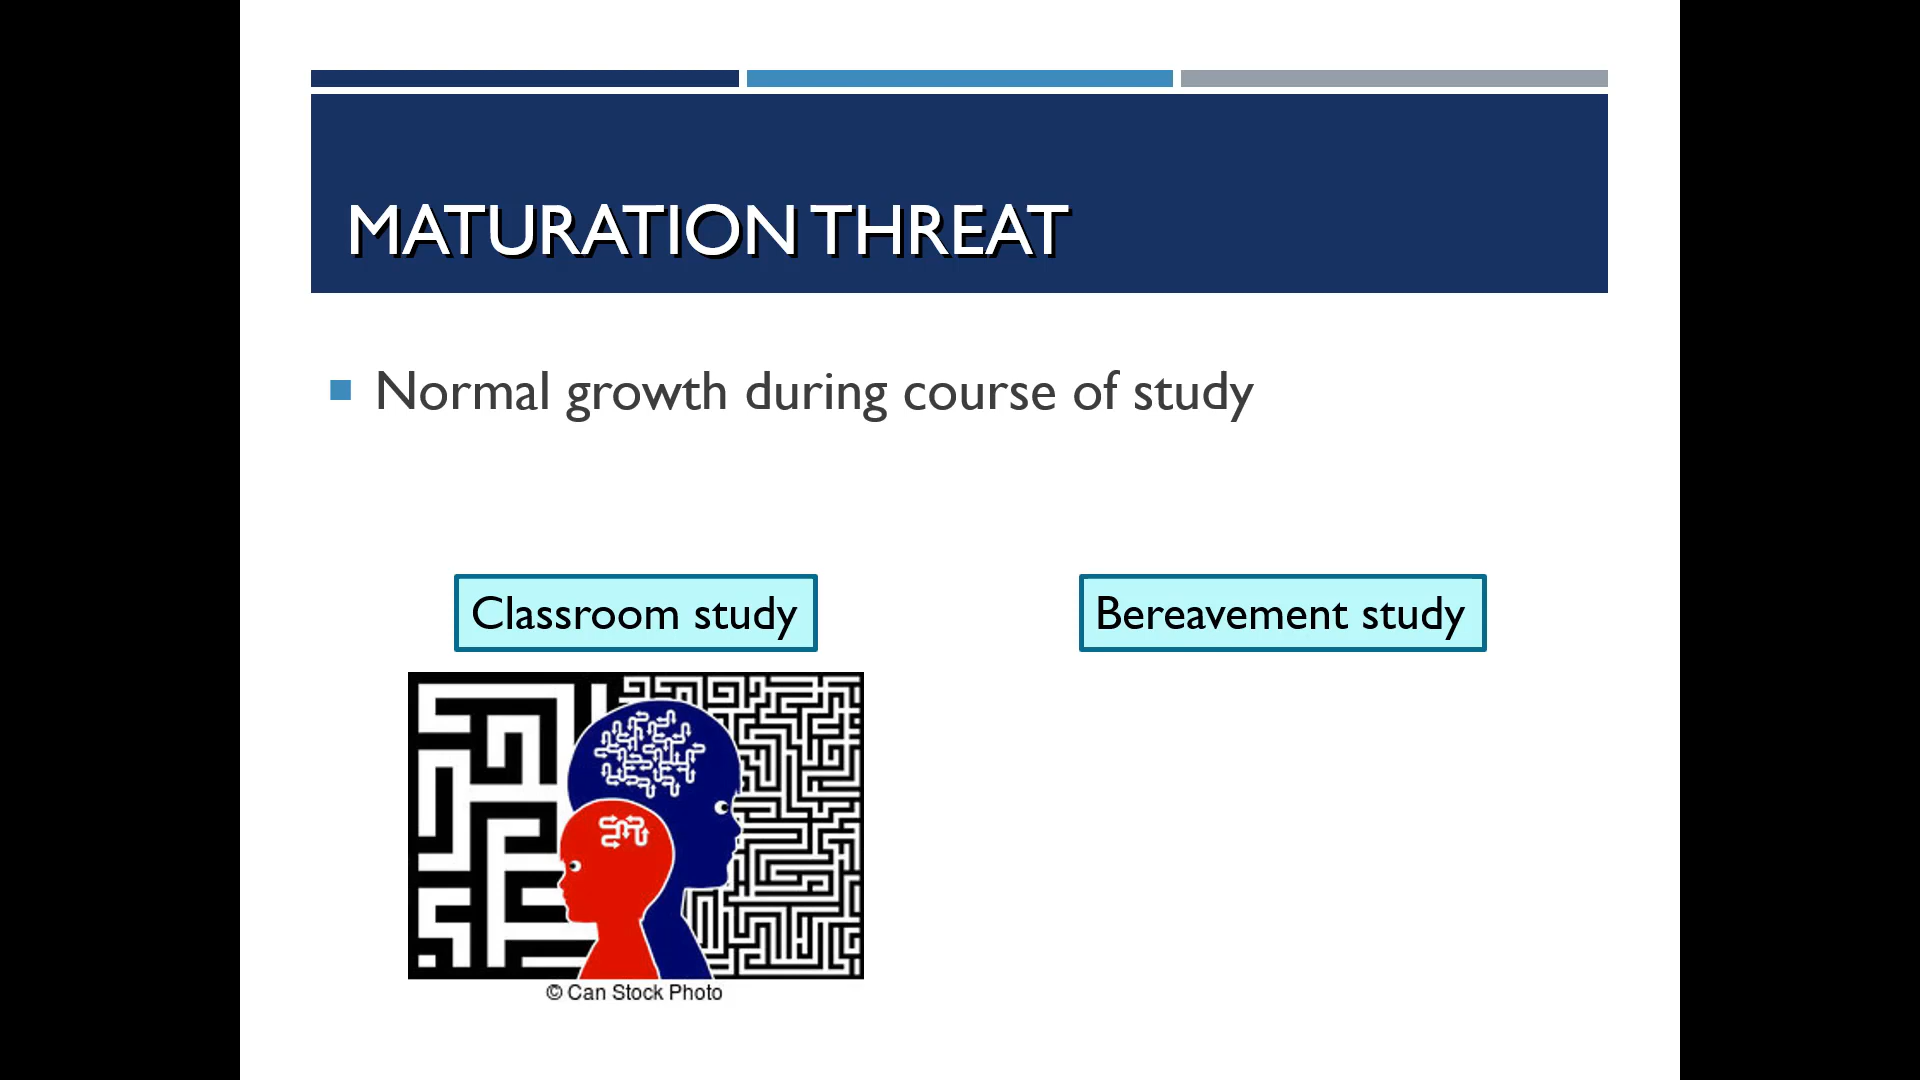 MATURATION THREAT
Normal growth during course of study
Classroom study
Bereavement study
© Can Stock Photo